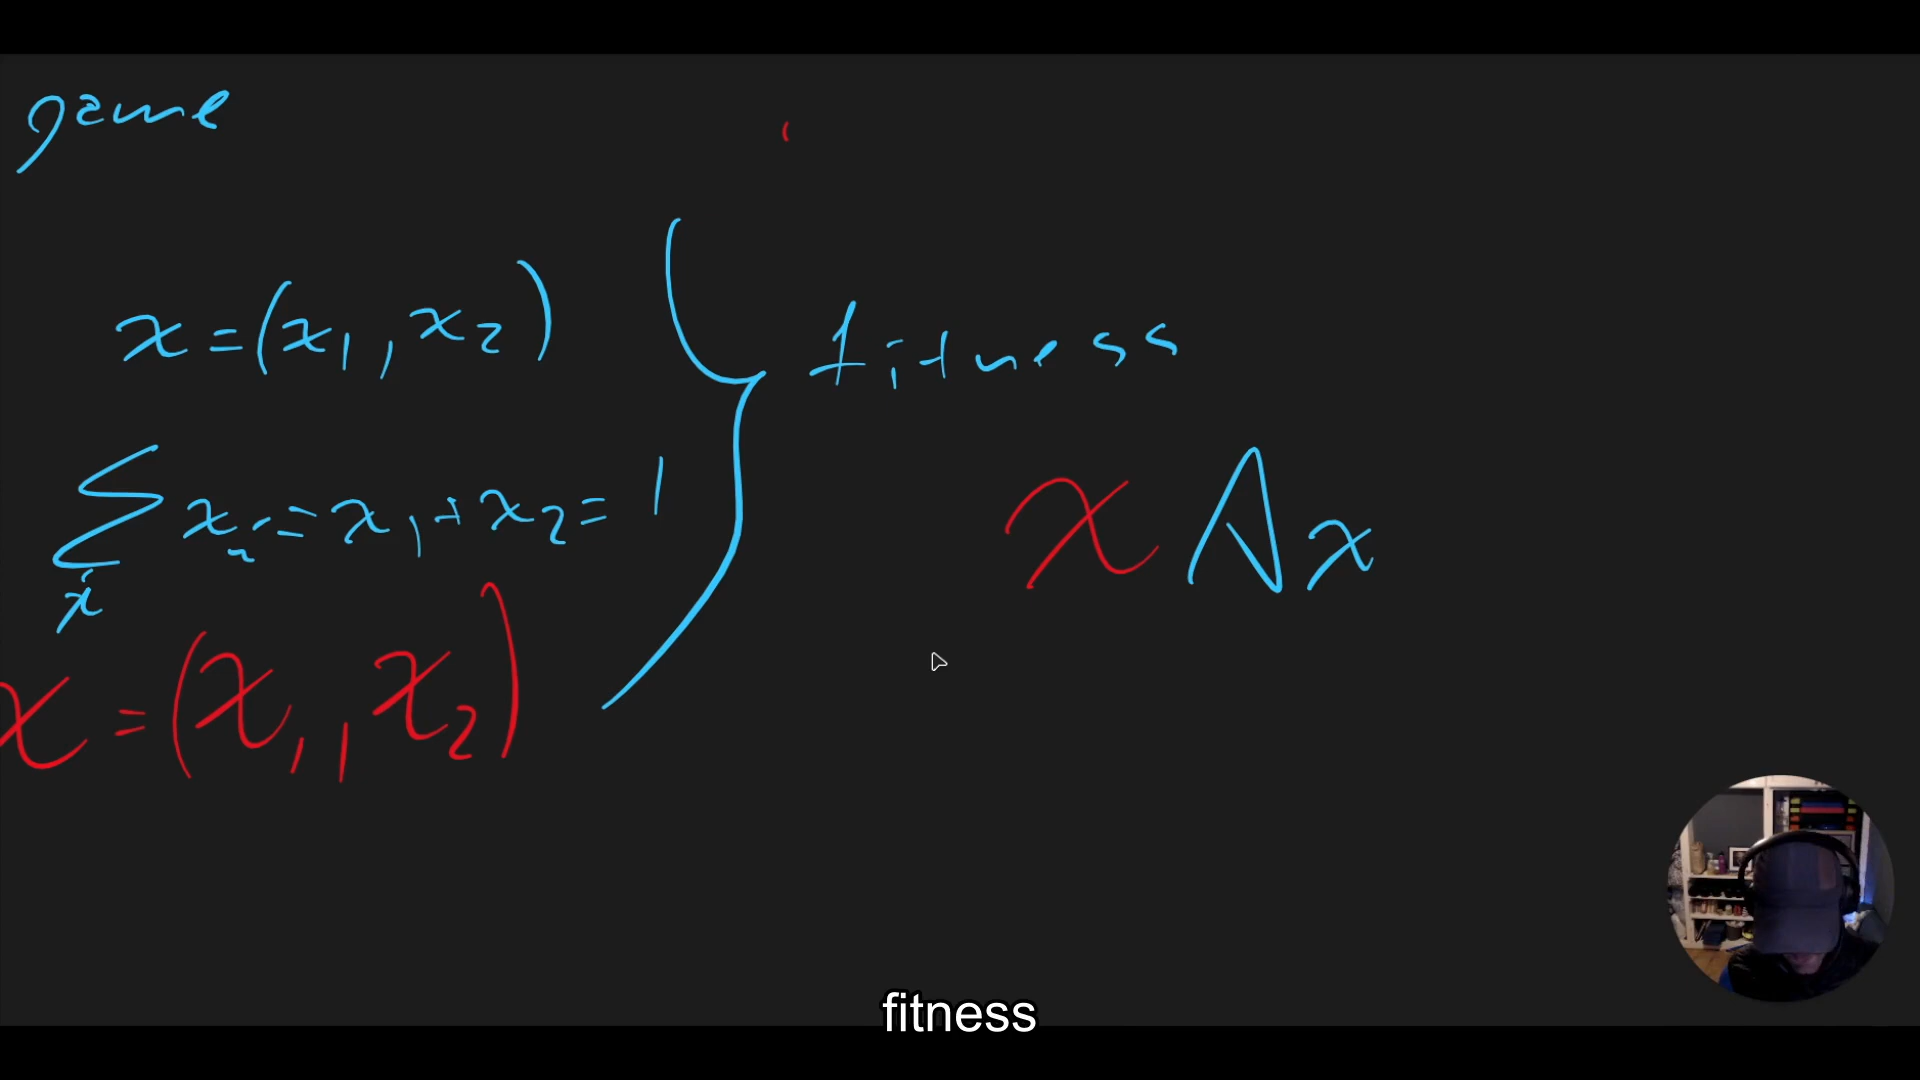 game
x = (x₁, x₂)
fitness
∑ᵢ xᵢ = x₁ + x₂ = 1
x A x
x = (x₁, x₂)
fitness